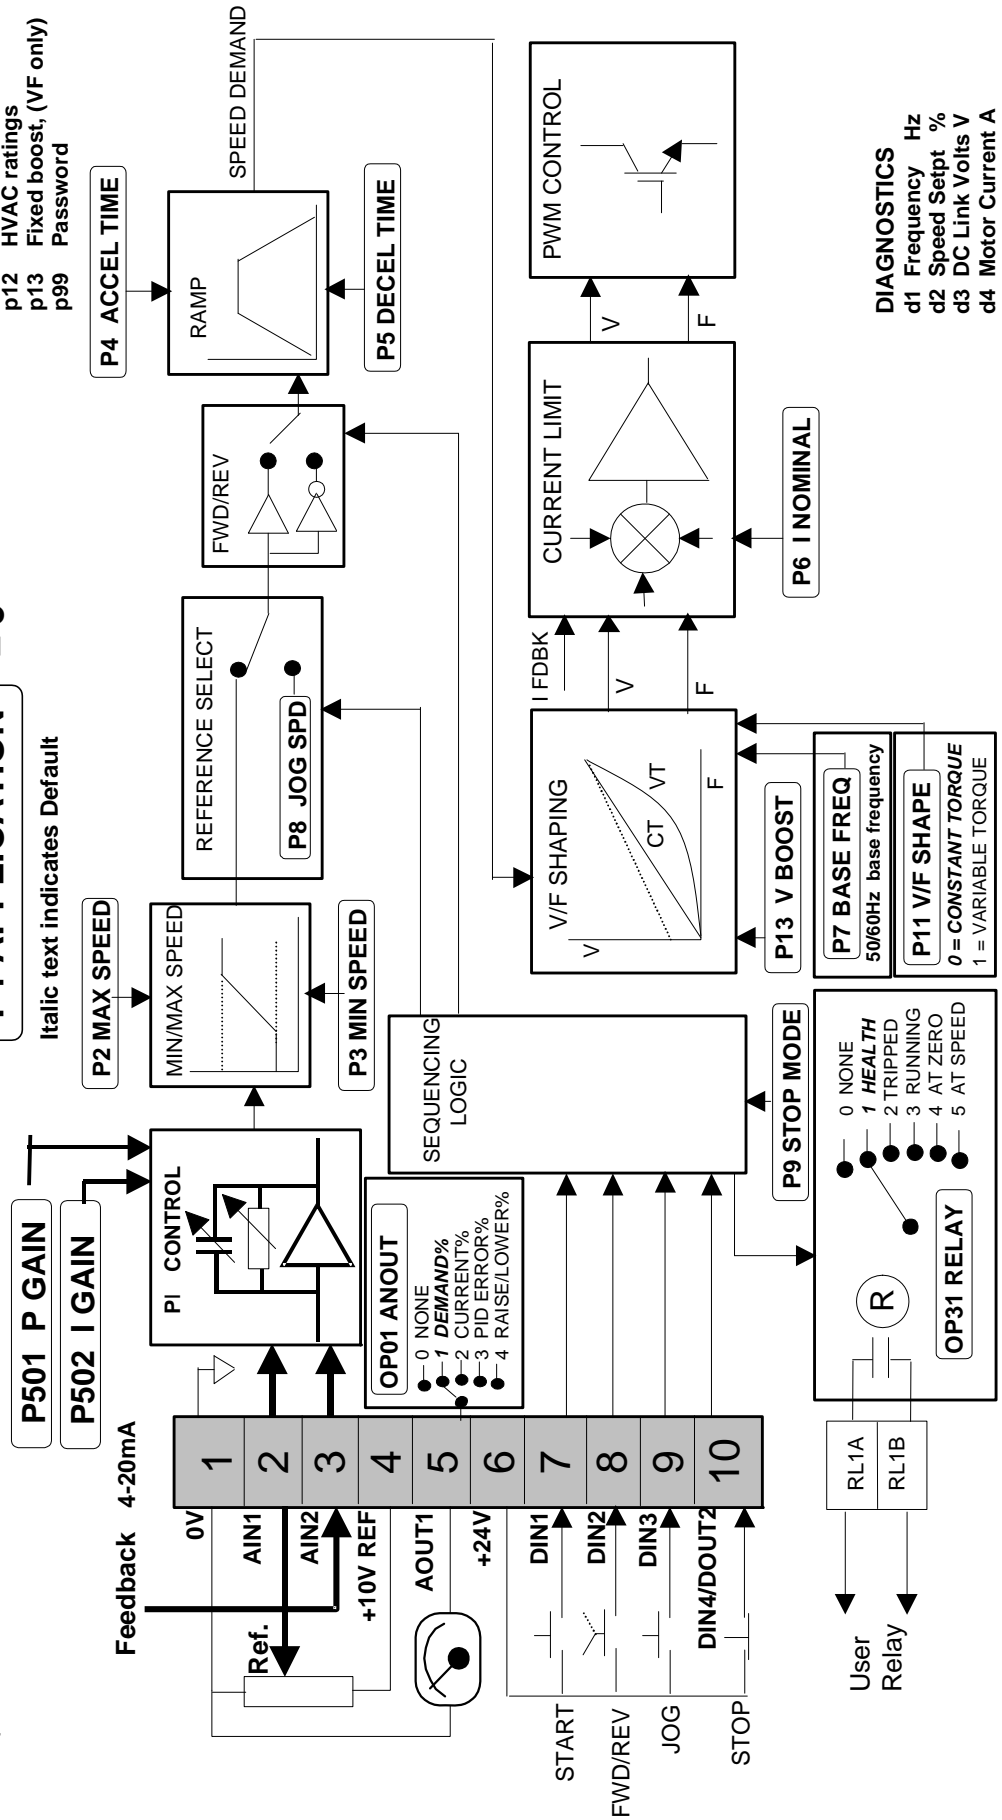 p12 HVAC ratings
p13 Fixed boost, (VF only)
p99 Password
Italic text indicates Default
P501 P GAIN
P502 I GAIN
P2 MAX SPEED
P3 MIN SPEED
P4 ACCEL TIME
P5 DECEL TIME
SPEED DEMAND
PI CONTROL
MIN/MAX SPEED
REFERENCE SELECT
P8 JOG SPD
FWD/REV
RAMP
Feedback 4-20mA
Ref.
0V
AIN1
AIN2
+10V REF
AOUT1
+24V
DIN1
DIN2
DIN3
DIN4/DOUT2
1
2
3
4
5
6
7
8
9
10
OP01 ANOUT
0 NONE
1 DEMAND%
2 CURRENT%
3 PID ERROR%
4 RAISE/LOWER%
SEQUENCING
LOGIC
P9 STOP MODE
START
FWD/REV
JOG
STOP
V/F SHAPING
V
CT
VT
F
I FDBK
V
F
P13 V BOOST
P7 BASE FREQ
50/60Hz base frequency
P11 V/F SHAPE
0 = CONSTANT TORQUE
1 = VARIABLE TORQUE
CURRENT LIMIT
P6 I NOMINAL
V
F
PWM CONTROL
User
Relay
RL1A
RL1B
R
OP31 RELAY
0 NONE
1 HEALTH
2 TRIPPED
3 RUNNING
4 AT ZERO
5 AT SPEED
DIAGNOSTICS
d1 Frequency Hz
d2 Speed Setpt %
d3 DC Link Volts V
d4 Motor Current A